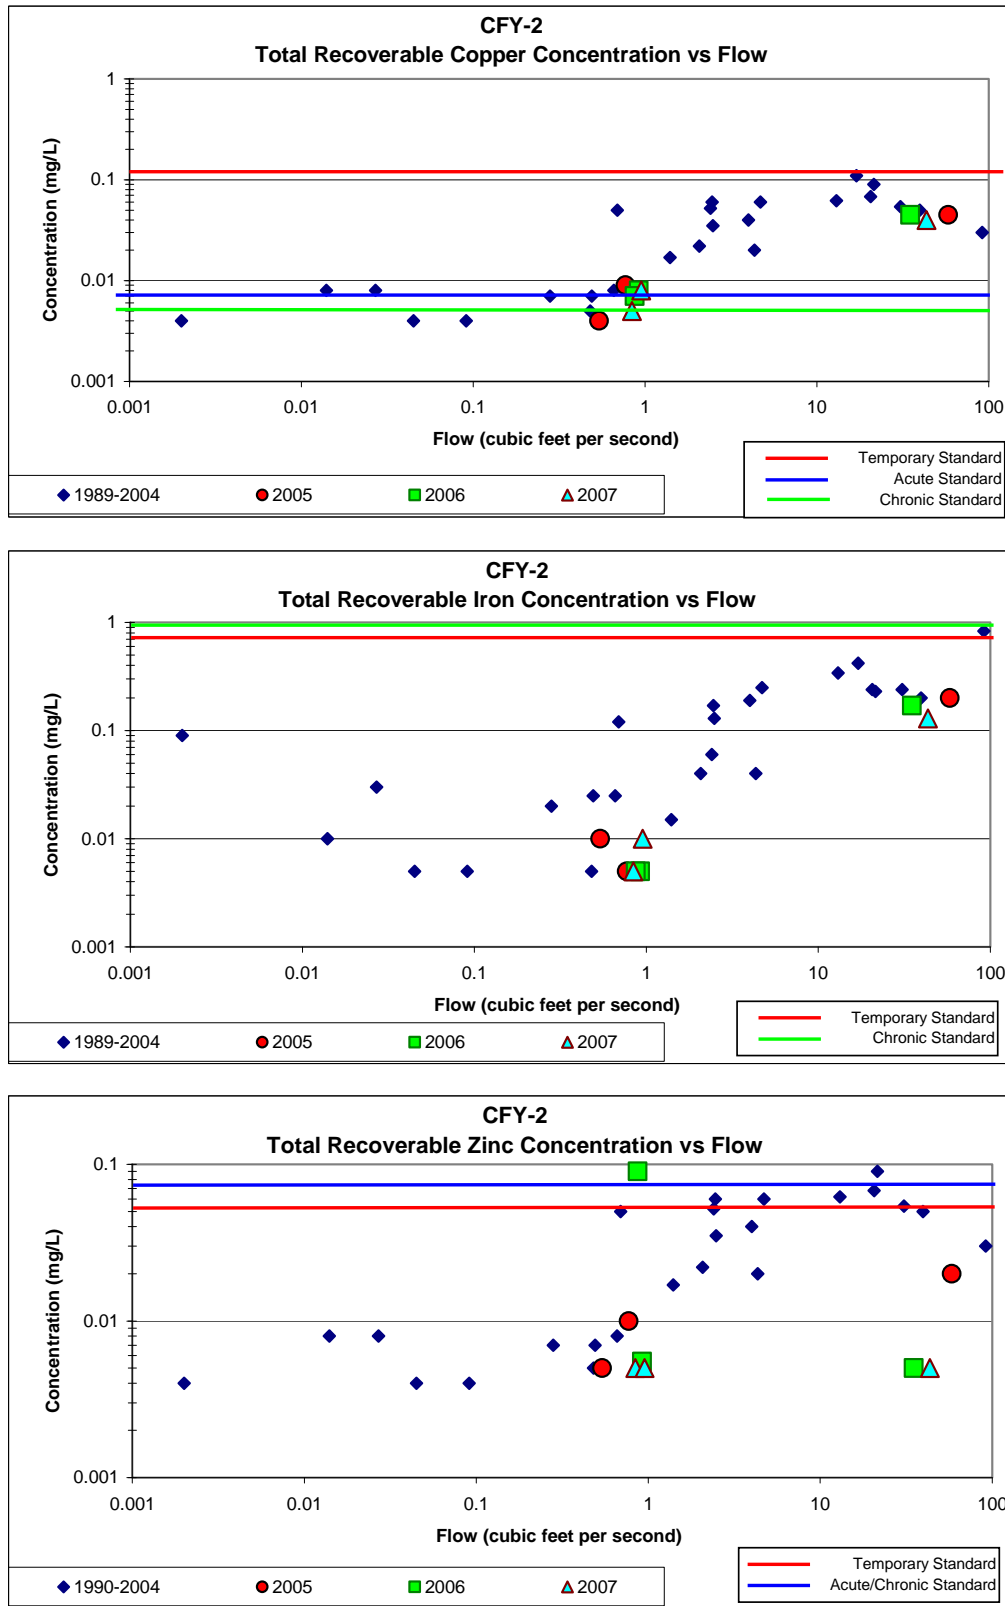 CFY-2
Total Recoverable Copper Concentration vs Flow
Concentration (mg/L)
1
0.1
0.01
0.001
0.001 0.01 0.1 1 10 100
Flow (cubic feet per second)
1989-2004 2005 2006 2007
Temporary Standard
Acute Standard
Chronic Standard
CFY-2
Total Recoverable Iron Concentration vs Flow
Concentration (mg/L)
1
0.1
0.01
0.001
0.001 0.01 0.1 1 10 100
Flow (cubic feet per second)
1989-2004 2005 2006 2007
Temporary Standard
Chronic Standard
CFY-2
Total Recoverable Zinc Concentration vs Flow
Concentration (mg/L)
0.1
0.01
0.001
0.001 0.01 0.1 1 10 100
Flow (cubic feet per second)
1990-2004 2005 2006 2007
Temporary Standard
Acute/Chronic Standard